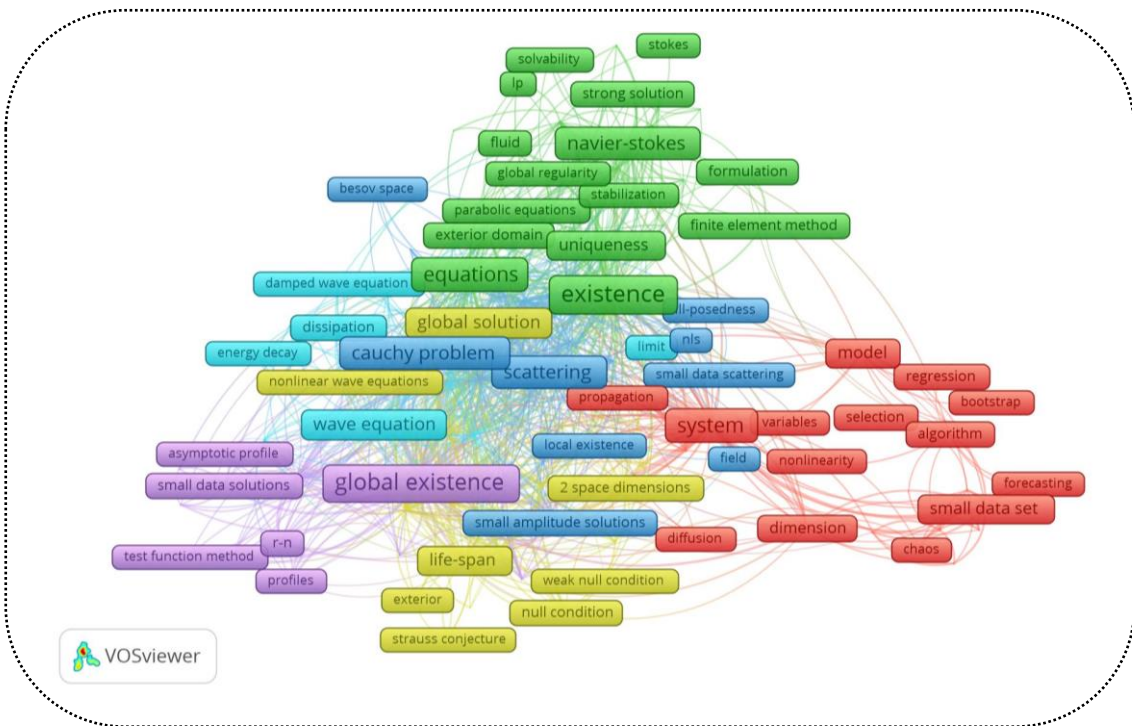 stokes
solvability
lp
strong solution
fluid
navier-stokes
global regularity
formulation
besov space
stabilization
parabolic equations
exterior domain
uniqueness
finite element method
equations
damped wave equation
existence
ll-posedness
global solution
dissipation
nls
limit
energy decay
cauchy problem
model
scattering
small data scattering
regression
nonlinear wave equations
propagation
bootstrap
wave equation
system
variables
selection
algorithm
local existence
asymptotic profile
field
nonlinearity
small data solutions
global existence
2 space dimensions
forecasting
small data set
small amplitude solutions
dimension
diffusion
r-n
test function method
chaos
life-span
profiles
weak null condition
exterior
null condition
strauss conjecture
VOSviewer